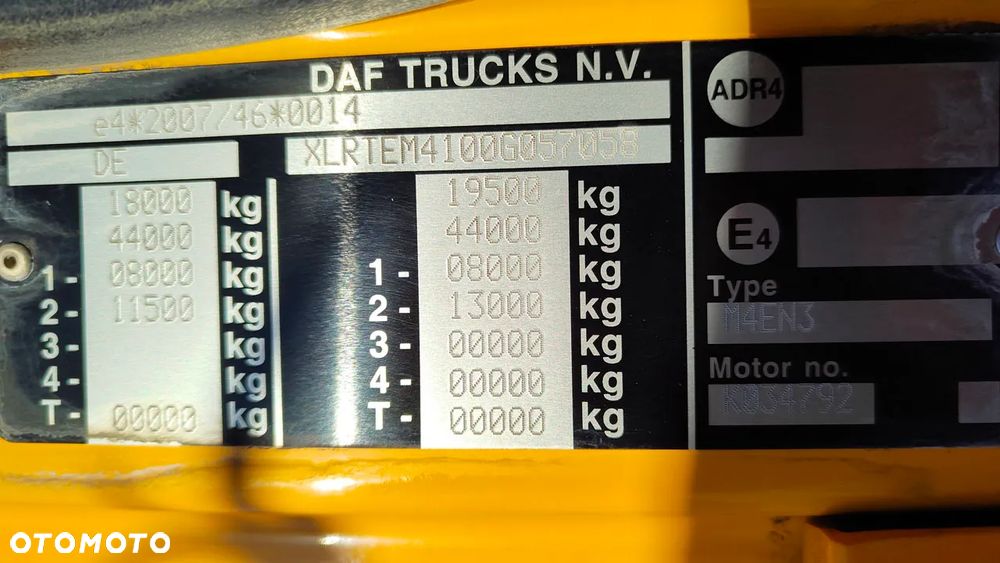 DAF TRUCKS N.V.
e4*2007/46*0014
DE XLRTEM4100G057058
18000 kg 19500 kg
44000 kg 44000 kg
1- 08000 kg 1- 08000 kg
2- 11500 kg 2- 13000 kg
3- kg 3- 00000 kg
4- kg 4- 00000 kg
T- 00000 kg T- 00000 kg
ADR4
E4
Type
M4EN3
Motor no.
K034792
OTOMOTO